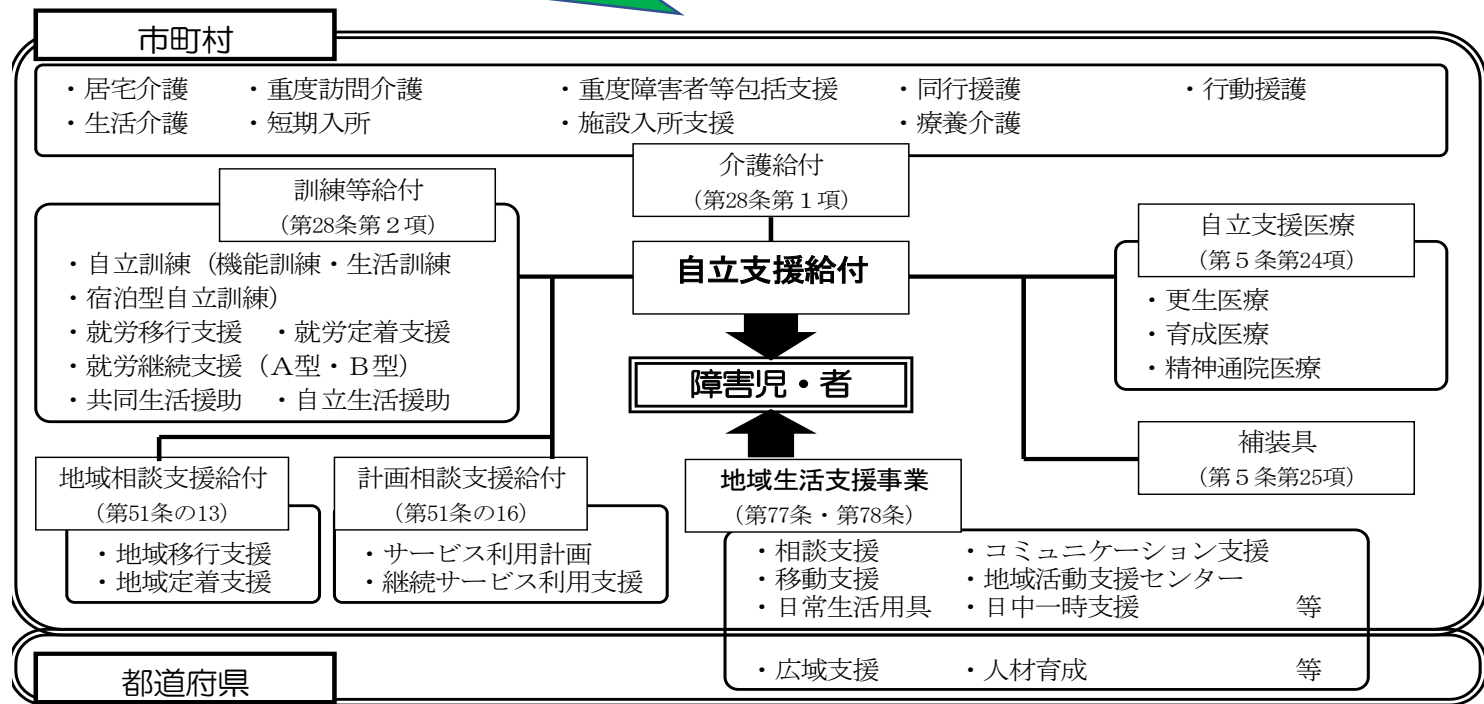 市町村
・居宅介護 ・重度訪問介護 ・重度障害者等包括支援 ・同行援護 ・行動援護
・生活介護 ・短期入所 ・施設入所支援 ・療養介護
介護給付
(第28条第1項)
訓練等給付
(第28条第2項)
・自立訓練（機能訓練・生活訓練
・宿泊型自立訓練）
・就労移行支援 ・就労定着支援
・就労継続支援（A型・B型）
・共同生活援助 ・自立生活援助
自立支援給付
自立支援医療
(第5条第24項)
・更生医療
・育成医療
・精神通院医療
障害児・者
補装具
(第5条第25項)
地域相談支援給付
(第51条の13)
・地域移行支援
・地域定着支援
計画相談支援給付
(第51条の16)
・サービス利用計画
・継続サービス利用支援
地域生活支援事業
(第77条・第78条)
・相談支援 ・コミュニケーション支援
・移動支援 ・地域活動支援センター
・日常生活用具 ・日中一時支援 等
・広域支援 ・人材育成 等
都道府県